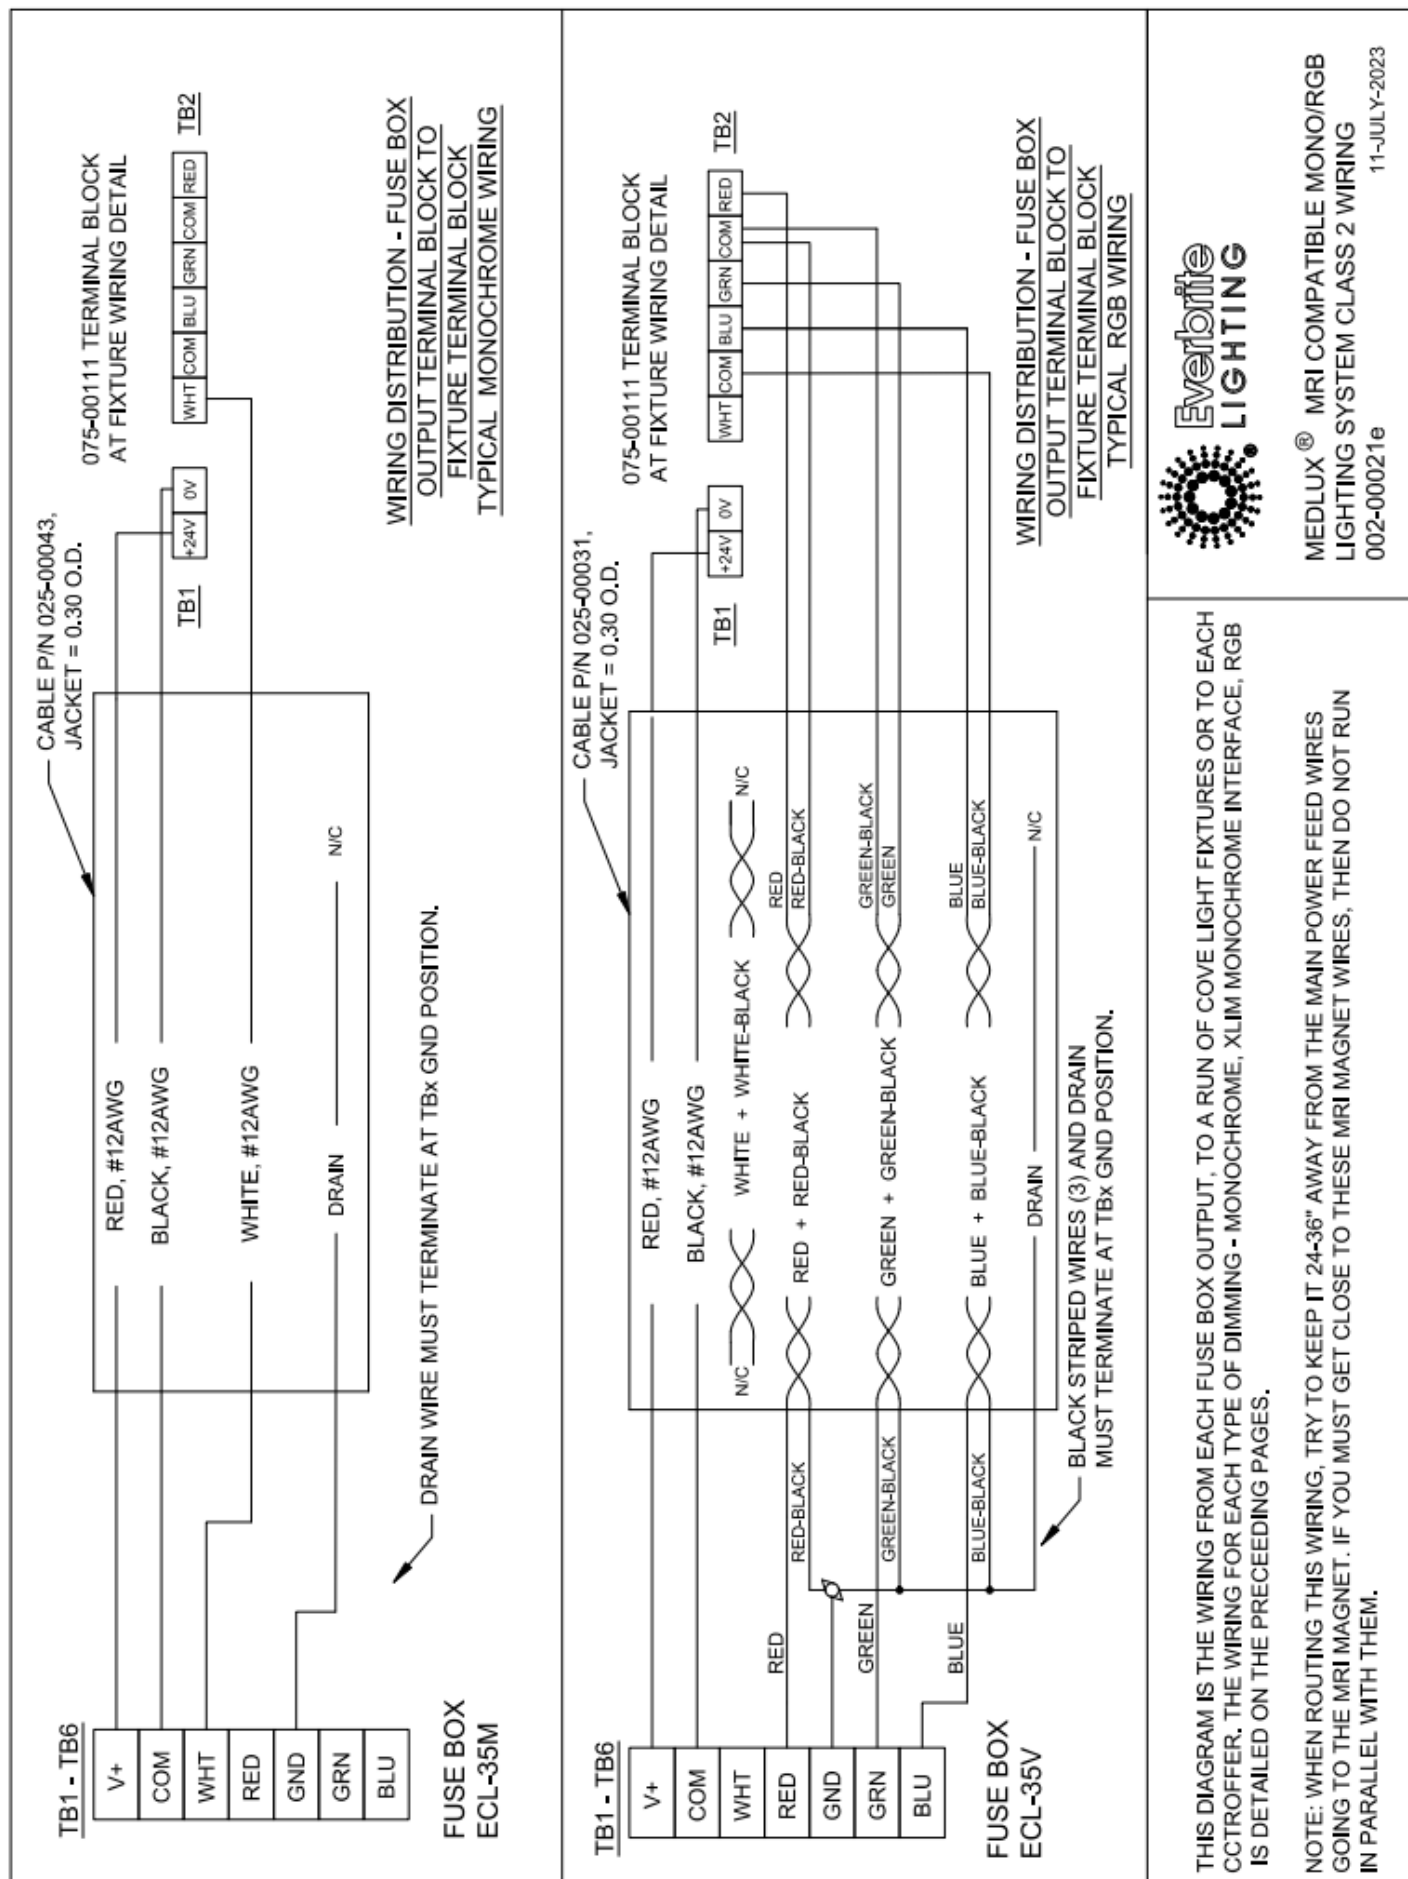 TB1 - TB6
V+
COM
WHT
RED
GND
GRN
BLU
FUSE BOX
ECL-35M
RED, #12AWG
BLACK, #12AWG
WHITE, #12AWG
DRAIN
N/C
DRAIN WIRE MUST TERMINATE AT TBx GND POSITION.
CABLE P/N 025-00043,
JACKET = 0.30 O.D.
075-00111 TERMINAL BLOCK
AT FIXTURE WIRING DETAIL
TB1
+24V
0V
WHT
COM
BLU
GRN
COM
RED
TB2
WIRING DISTRIBUTION - FUSE BOX
OUTPUT TERMINAL BLOCK TO
FIXTURE TERMINAL BLOCK
TYPICAL MONOCHROME WIRING
TB1 - TB6
V+
COM
WHT
RED
GND
GRN
BLU
FUSE BOX
ECL-35V
RED
GREEN
BLUE
RED-BLACK
GREEN-BLACK
BLUE-BLACK
RED, #12AWG
BLACK, #12AWG
N/C
WHITE + WHITE-BLACK
N/C
RED + RED-BLACK
RED
RED-BLACK
GREEN + GREEN-BLACK
GREEN-BLACK
GREEN
BLUE + BLUE-BLACK
BLUE
BLUE-BLACK
DRAIN
N/C
BLACK STRIPED WIRES (3) AND DRAIN
MUST TERMINATE AT TBx GND POSITION.
CABLE P/N 025-00031,
JACKET = 0.30 O.D.
075-00111 TERMINAL BLOCK
AT FIXTURE WIRING DETAIL
TB1
+24V
0V
WHT
COM
BLU
GRN
COM
RED
TB2
WIRING DISTRIBUTION - FUSE BOX
OUTPUT TERMINAL BLOCK TO
FIXTURE TERMINAL BLOCK
TYPICAL RGB WIRING
THIS DIAGRAM IS THE WIRING FROM EACH FUSE BOX OUTPUT, TO A RUN OF COVE LIGHT FIXTURES OR TO EACH
CCTROFFER. THE WIRING FOR EACH TYPE OF DIMMING - MONOCHROME, XLIM MONOCHROME INTERFACE, RGB
IS DETAILED ON THE PRECEEDING PAGES.
NOTE: WHEN ROUTING THIS WIRING, TRY TO KEEP IT 24-36" AWAY FROM THE MAIN POWER FEED WIRES
GOING TO THE MRI MAGNET. IF YOU MUST GET CLOSE TO THESE MRI MAGNET WIRES, THEN DO NOT RUN
IN PARALLEL WITH THEM.
Everbrite
LIGHTING
®
MEDLUX® MRI COMPATIBLE MONO/RGB
LIGHTING SYSTEM CLASS 2 WIRING
002-00021e
11-JULY-2023